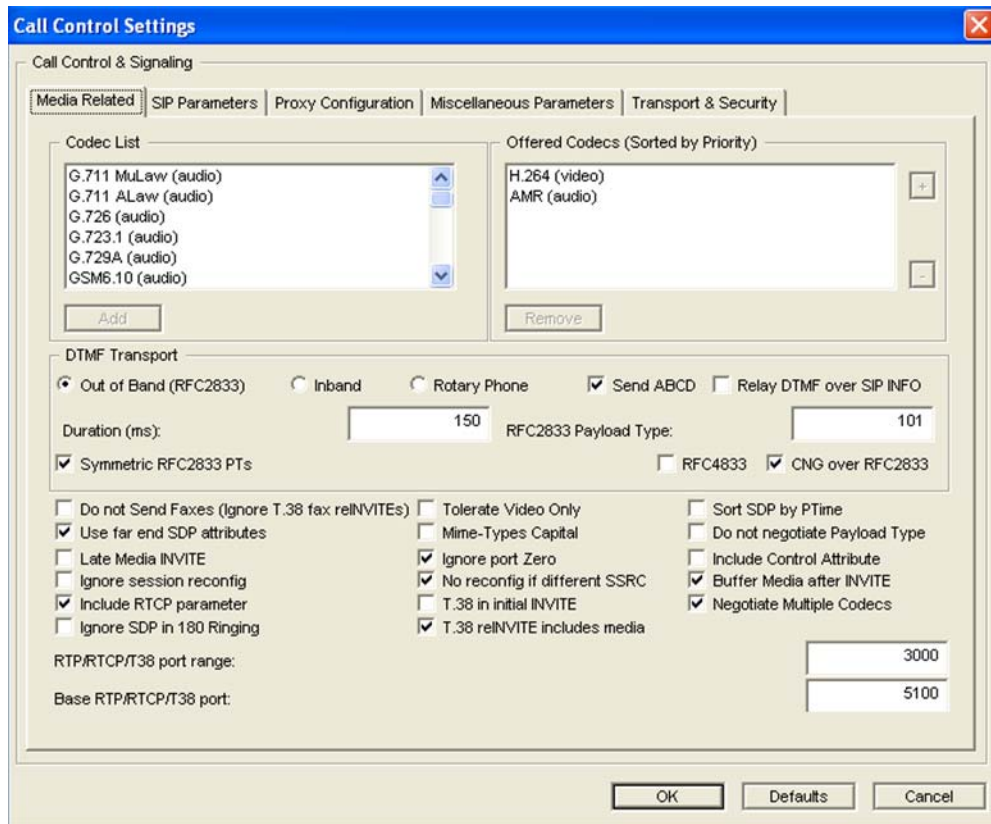 Call Control Settings
Call Control & Signaling
Media Related SIP Parameters Proxy Configuration Miscellaneous Parameters Transport & Security
Codec List
G.711 MuLaw (audio)
G.711 ALaw (audio)
G.726 (audio)
G.723.1 (audio)
G.729A (audio)
GSM6.10 (audio)
Add
Offered Codecs (Sorted by Priority)
H.264 (video)
AMR (audio)
+
-
Remove
DTMF Transport
Out of Band (RFC2833) Inband Rotary Phone Send ABCD Relay DTMF over SIP INFO
Duration (ms): 150 RFC2833 Payload Type: 101
Symmetric RFC2833 PTs RFC4833 CNG over RFC2833
Do not Send Faxes (Ignore T.38 fax reINVITEs) Tolerate Video Only Sort SDP by PTime
Use far end SDP attributes Mime-Types Capital Do not negotiate Payload Type
Late Media INVITE Ignore port Zero Include Control Attribute
Ignore session reconfig No reconfig if different SSRC Buffer Media after INVITE
Include RTCP parameter T.38 in initial INVITE Negotiate Multiple Codecs
Ignore SDP in 180 Ringing T.38 reINVITE includes media
RTP/RTCP/T38 port range: 3000
Base RTP/RTCP/T38 port: 5100
OK Defaults Cancel